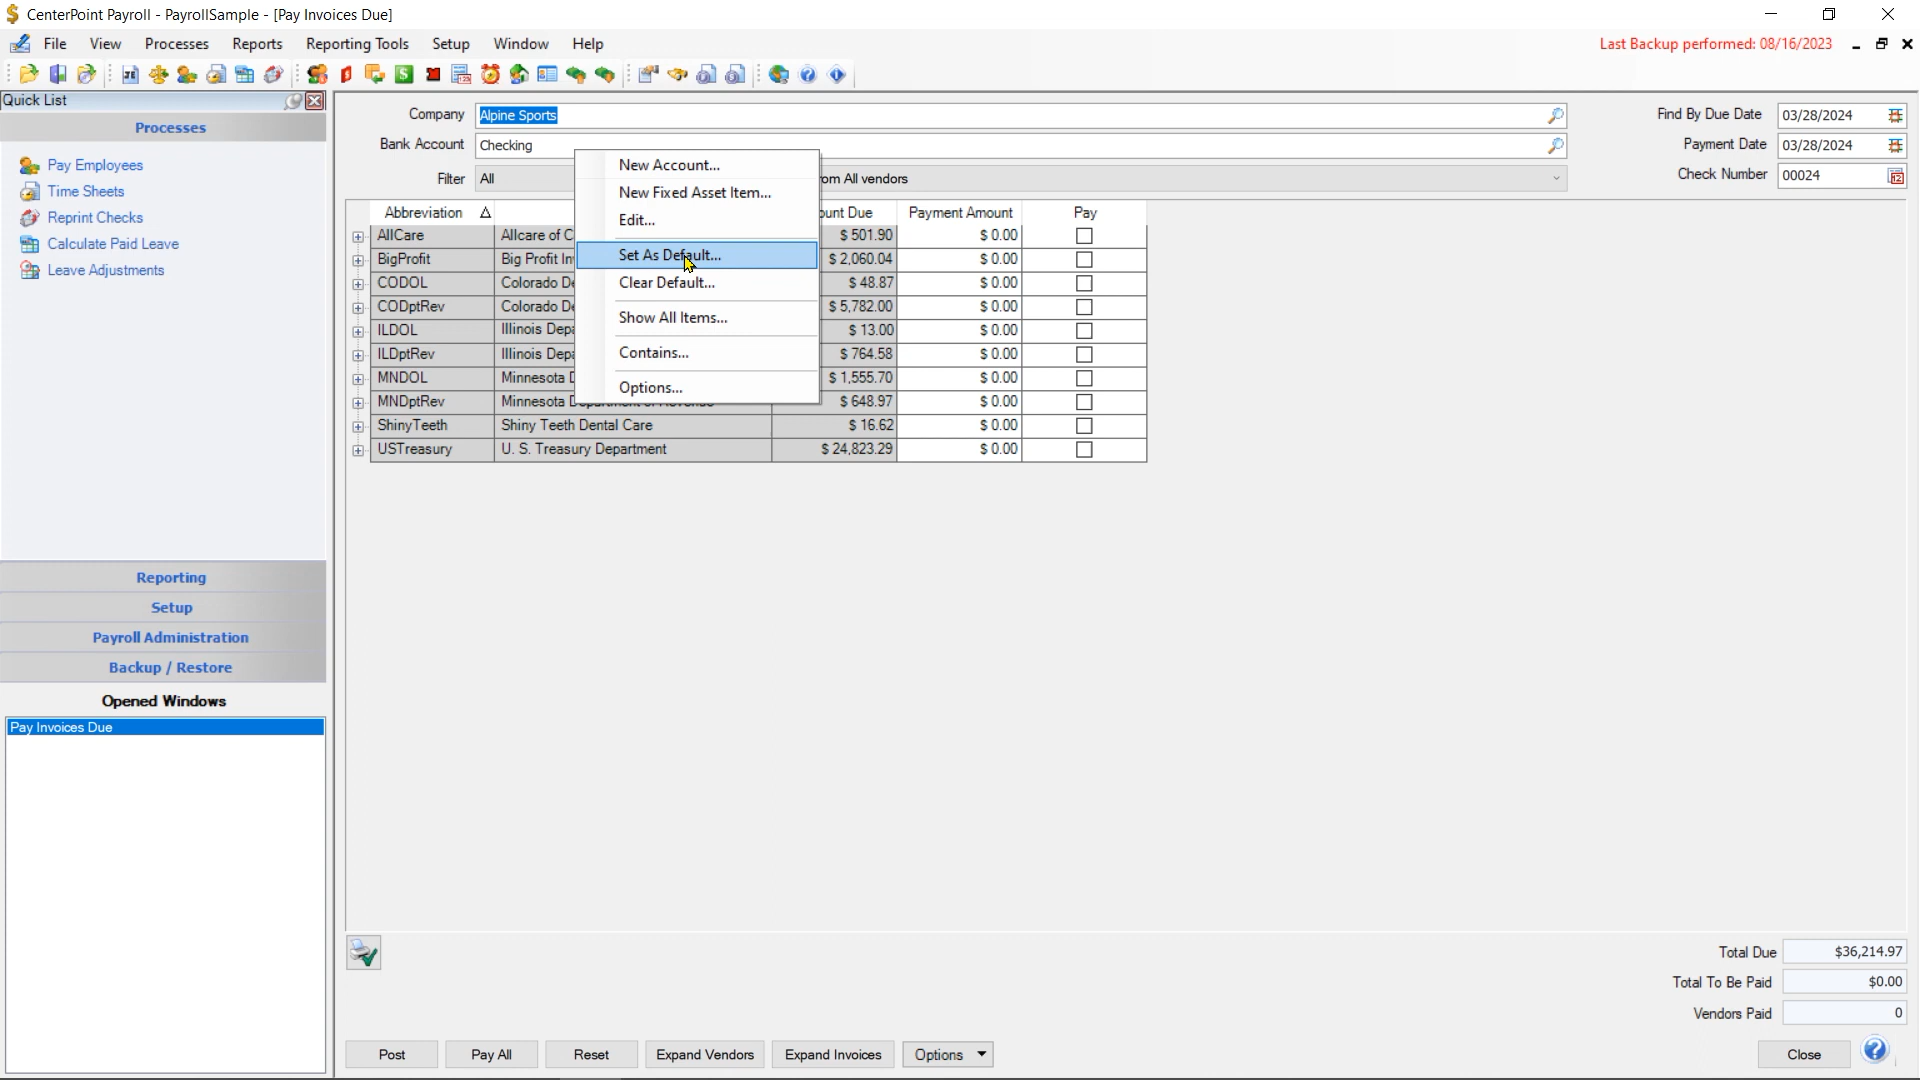 CenterPoint Payroll - PayrollSample - [Pay Invoices Due]
File View Processes Reports Reporting Tools Setup Window Help
Last Backup performed: 08/16/2023
Quick List
Processes
Pay Employees
Time Sheets
Reprint Checks
Calculate Paid Leave
Leave Adjustments
Reporting
Setup
Payroll Administration
Backup / Restore
Opened Windows
Pay Invoices Due
Company Alpine Sports
Bank Account Checking
Filter All om All vendors
Find By Due Date 03/28/2024
Payment Date 03/28/2024
Check Number 00024
New Account...
New Fixed Asset Item...
Edit...
Set As Default...
Clear Default...
Show All Items...
Contains...
Options...
Abbreviation ount Due Payment Amount Pay
AllCare Allcare of C $ 501.90 $ 0.00
BigProfit Big Profit In $ 2,060.04 $ 0.00
CODOL Colorado De $ 48.87 $ 0.00
CODptRev Colorado De $ 5,782.00 $ 0.00
ILDOL Illinois Depa $ 13.00 $ 0.00
ILDptRev Illinois Depa $ 764.58 $ 0.00
MNDOL Minnesota D $ 1,555.70 $ 0.00
MNDptRev Minnesota Department of Revenue $ 648.97 $ 0.00
ShinyTeeth Shiny Teeth Dental Care $ 16.62 $ 0.00
USTreasury U. S. Treasury Department $ 24,823.29 $ 0.00
Total Due $36,214.97
Total To Be Paid $0.00
Vendors Paid 0
Post Pay All Reset Expand Vendors Expand Invoices Options Close